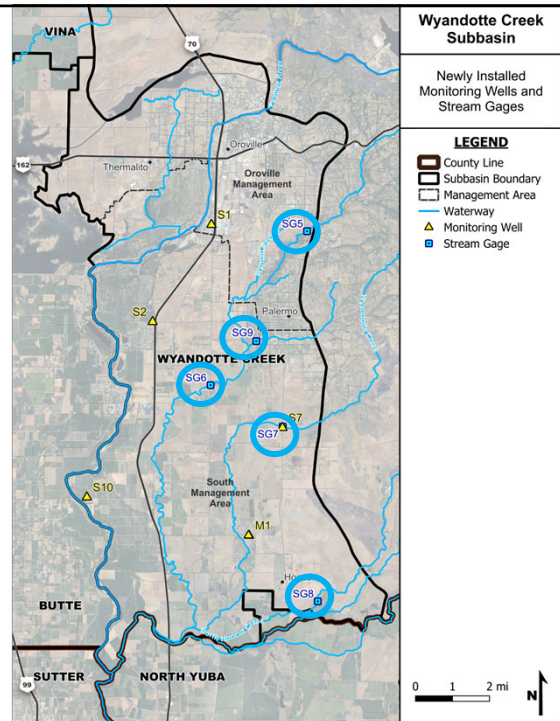 VINA
70
162
Thermalito
Oroville
Oroville
Management
Area
S1
SG5
S2
Palermo
SG9
WYANDOTTE CREEK
SG6
S7
SG7
S10
South
Management
Area
M1
SG8
BUTTE
SUTTER
99
NORTH YUBA
Wyandotte Creek
Subbasin
Newly Installed
Monitoring Wells and
Stream Gages
LEGEND
County Line
Subbasin Boundary
Management Area
Waterway
Monitoring Well
Stream Gage
0 1 2 mi
N